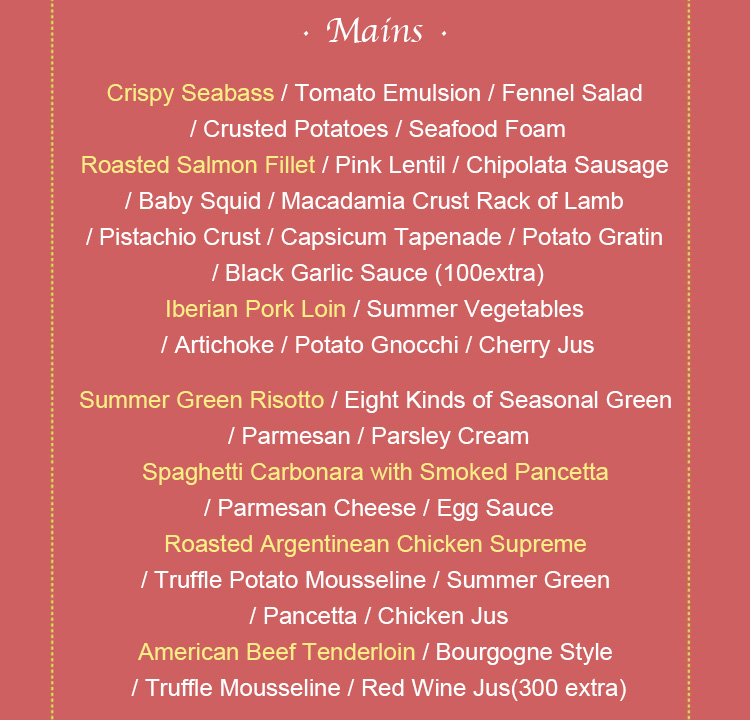 · Mains ·
Crispy Seabass / Tomato Emulsion / Fennel Salad
/ Crusted Potatoes / Seafood Foam
Roasted Salmon Fillet / Pink Lentil / Chipolata Sausage
/ Baby Squid / Macadamia Crust Rack of Lamb
/ Pistachio Crust / Capsicum Tapenade / Potato Gratin
/ Black Garlic Sauce (100extra)
Iberian Pork Loin / Summer Vegetables
/ Artichoke / Potato Gnocchi / Cherry Jus
Summer Green Risotto / Eight Kinds of Seasonal Green
/ Parmesan / Parsley Cream
Spaghetti Carbonara with Smoked Pancetta
/ Parmesan Cheese / Egg Sauce
Roasted Argentinean Chicken Supreme
/ Truffle Potato Mousseline / Summer Green
/ Pancetta / Chicken Jus
American Beef Tenderloin / Bourgogne Style
/ Truffle Mousseline / Red Wine Jus(300 extra)